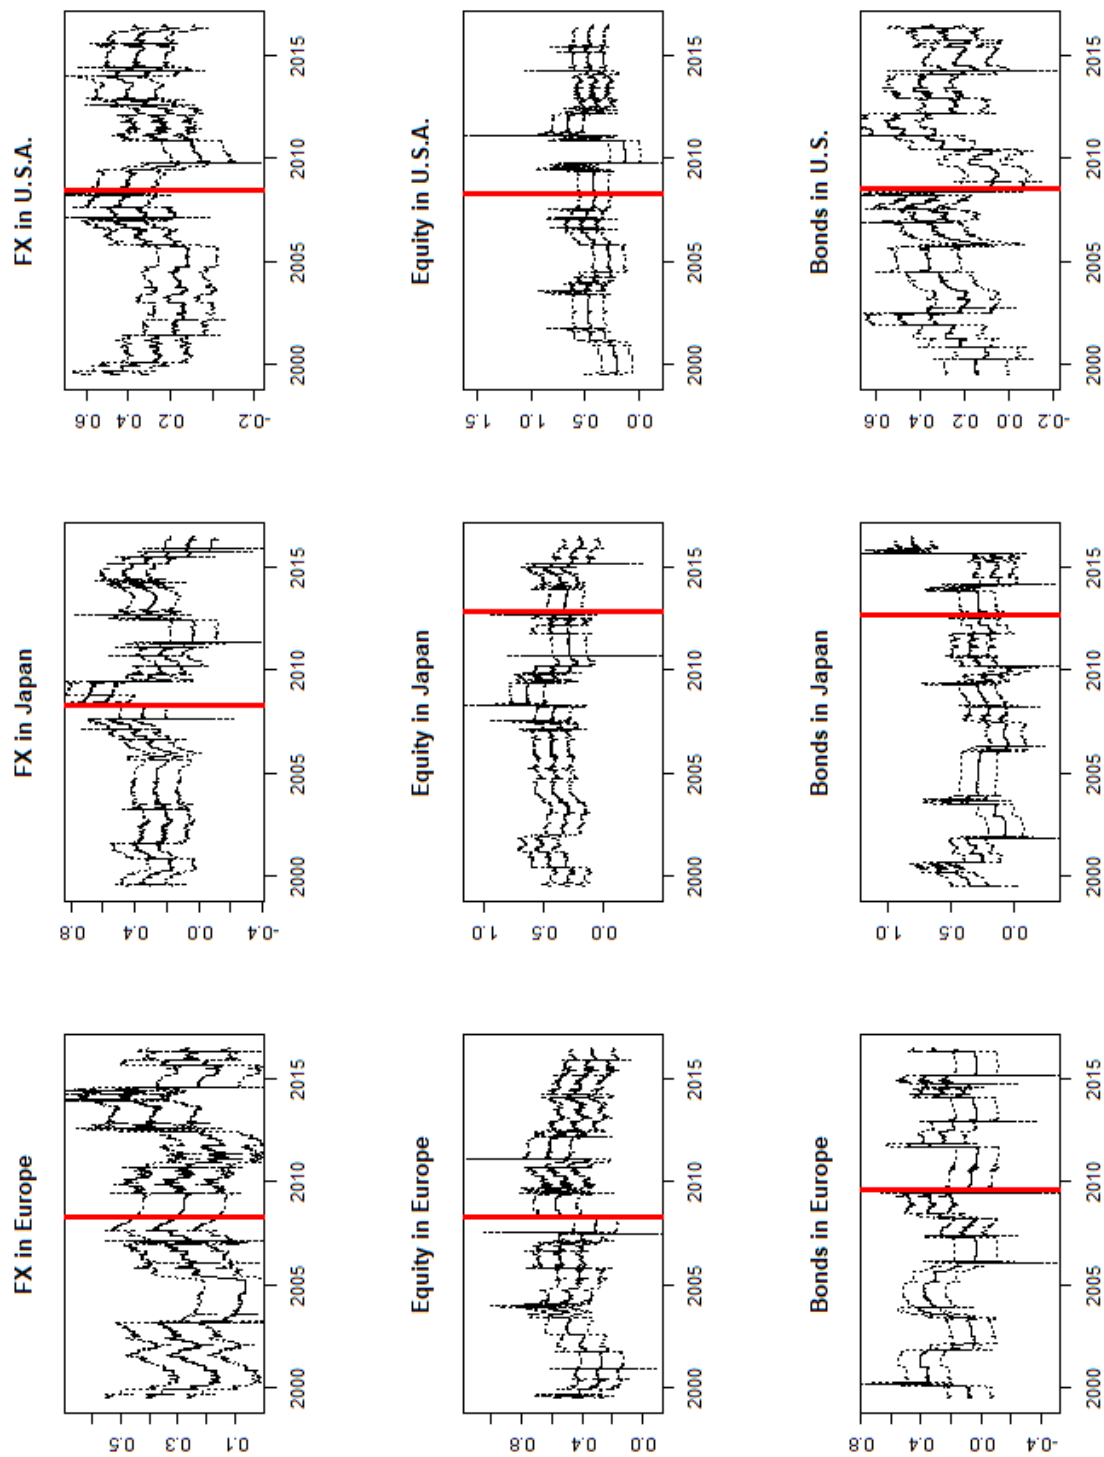 FX in Europe
0.1 0.3 0.5
2000 2005 2010 2015
FX in Japan
-0.4 0.0 0.4 0.8
2000 2005 2010 2015
FX in U.S.A.
-0.2 0.2 0.4 0.6
2000 2005 2010 2015
Equity in Europe
0.0 0.4 0.8
2000 2005 2010 2015
Equity in Japan
0.0 0.5 1.0
2000 2005 2010 2015
Equity in U.S.A.
0.0 0.5 1.0 1.5
2000 2005 2010 2015
Bonds in Europe
-0.4 0.0 0.4 0.8
2000 2005 2010 2015
Bonds in Japan
0.0 0.5 1.0
2000 2005 2010 2015
Bonds in U.S.
-0.2 0.0 0.2 0.4 0.6
2000 2005 2010 2015